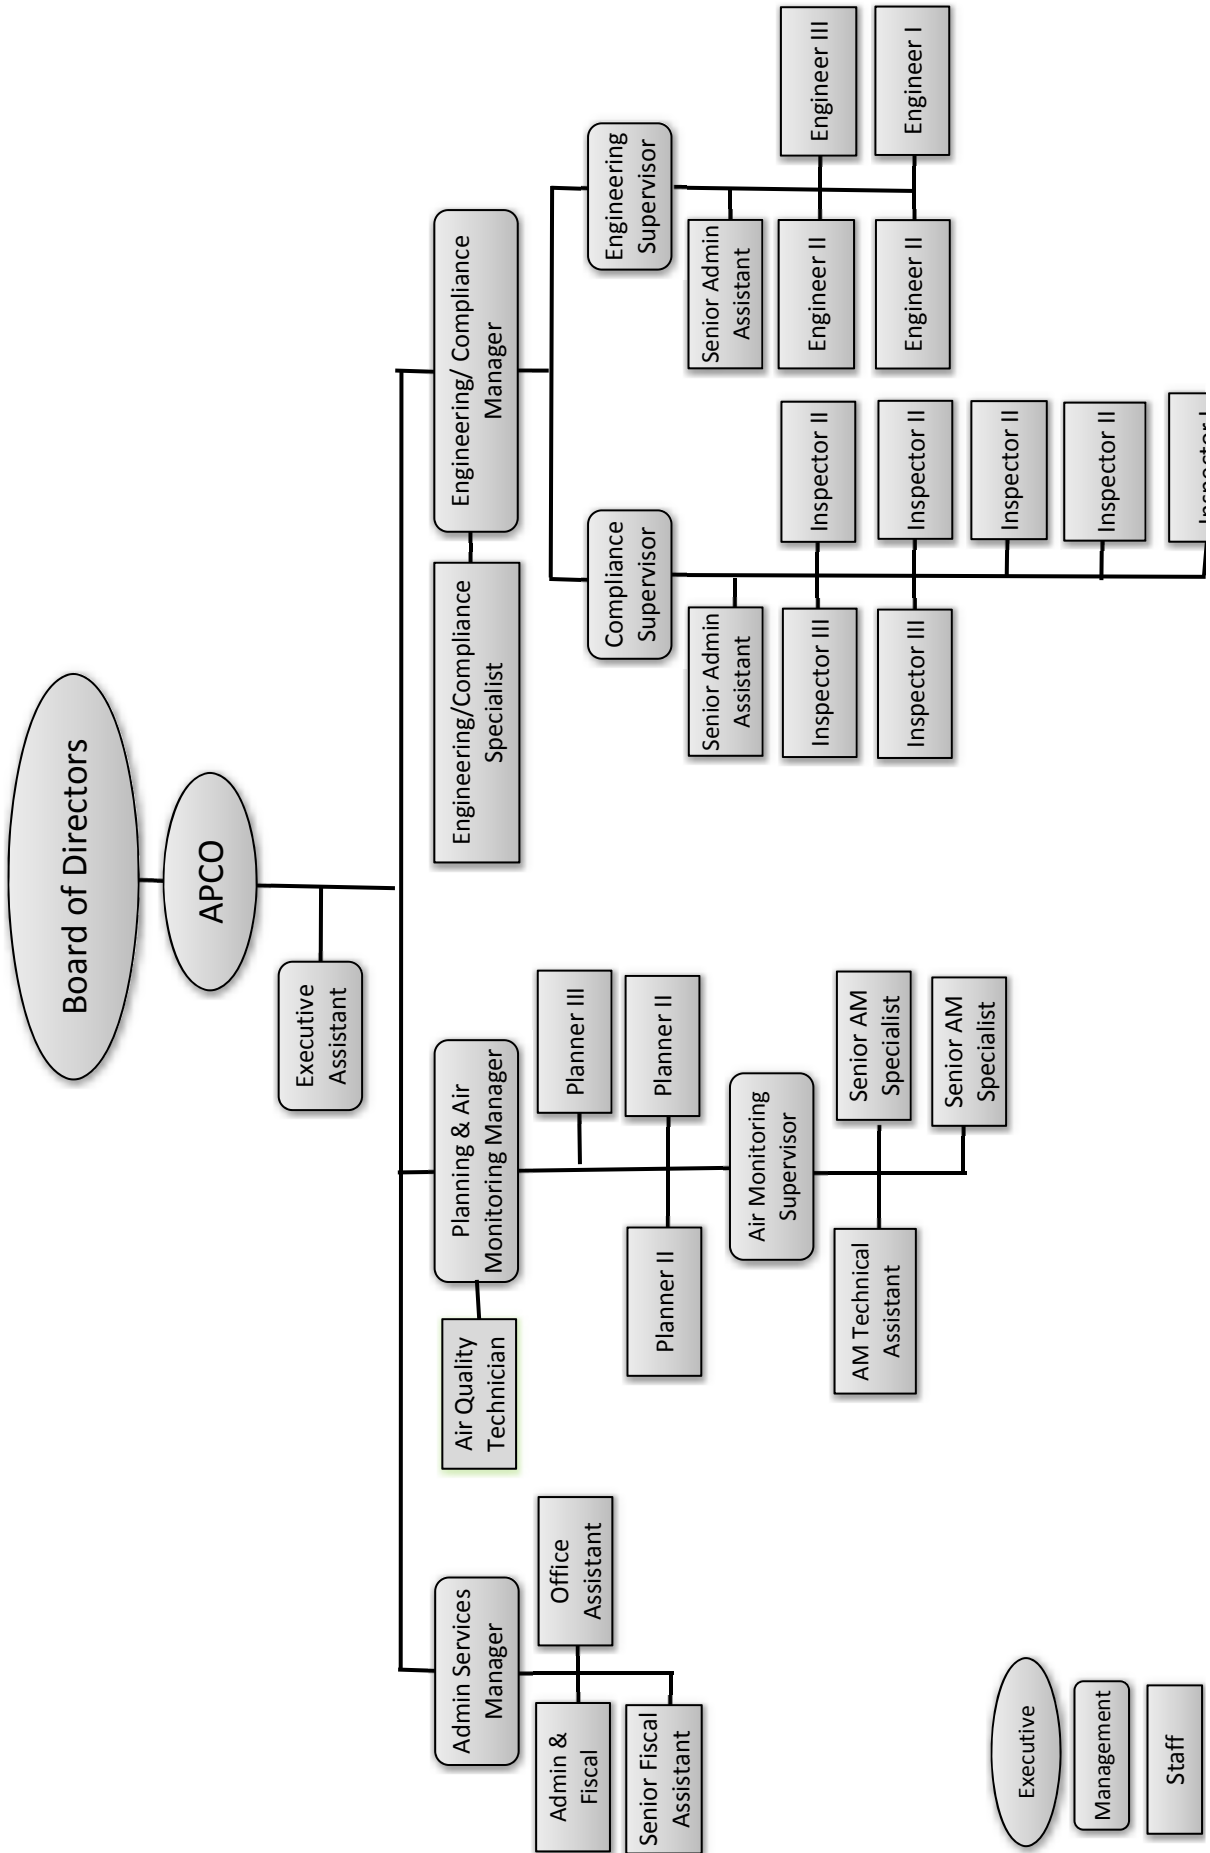 Board of Directors
APCO
Executive
Assistant
Admin Services
Manager
Admin &
Fiscal
Office
Assistant
Senior Fiscal
Assistant
Air Quality
Technician
Planning & Air
Monitoring Manager
Planner III
Planner II
Planner II
Air Monitoring
Supervisor
AM Technical
Assistant
Senior AM
Specialist
Senior AM
Specialist
Engineering/Compliance
Specialist
Engineering/ Compliance
Manager
Compliance
Supervisor
Senior Admin
Assistant
Inspector III
Inspector II
Inspector III
Inspector II
Inspector II
Inspector II
Inspector I
Engineering
Supervisor
Senior Admin
Assistant
Engineer II
Engineer III
Engineer II
Engineer I
Executive
Management
Staff